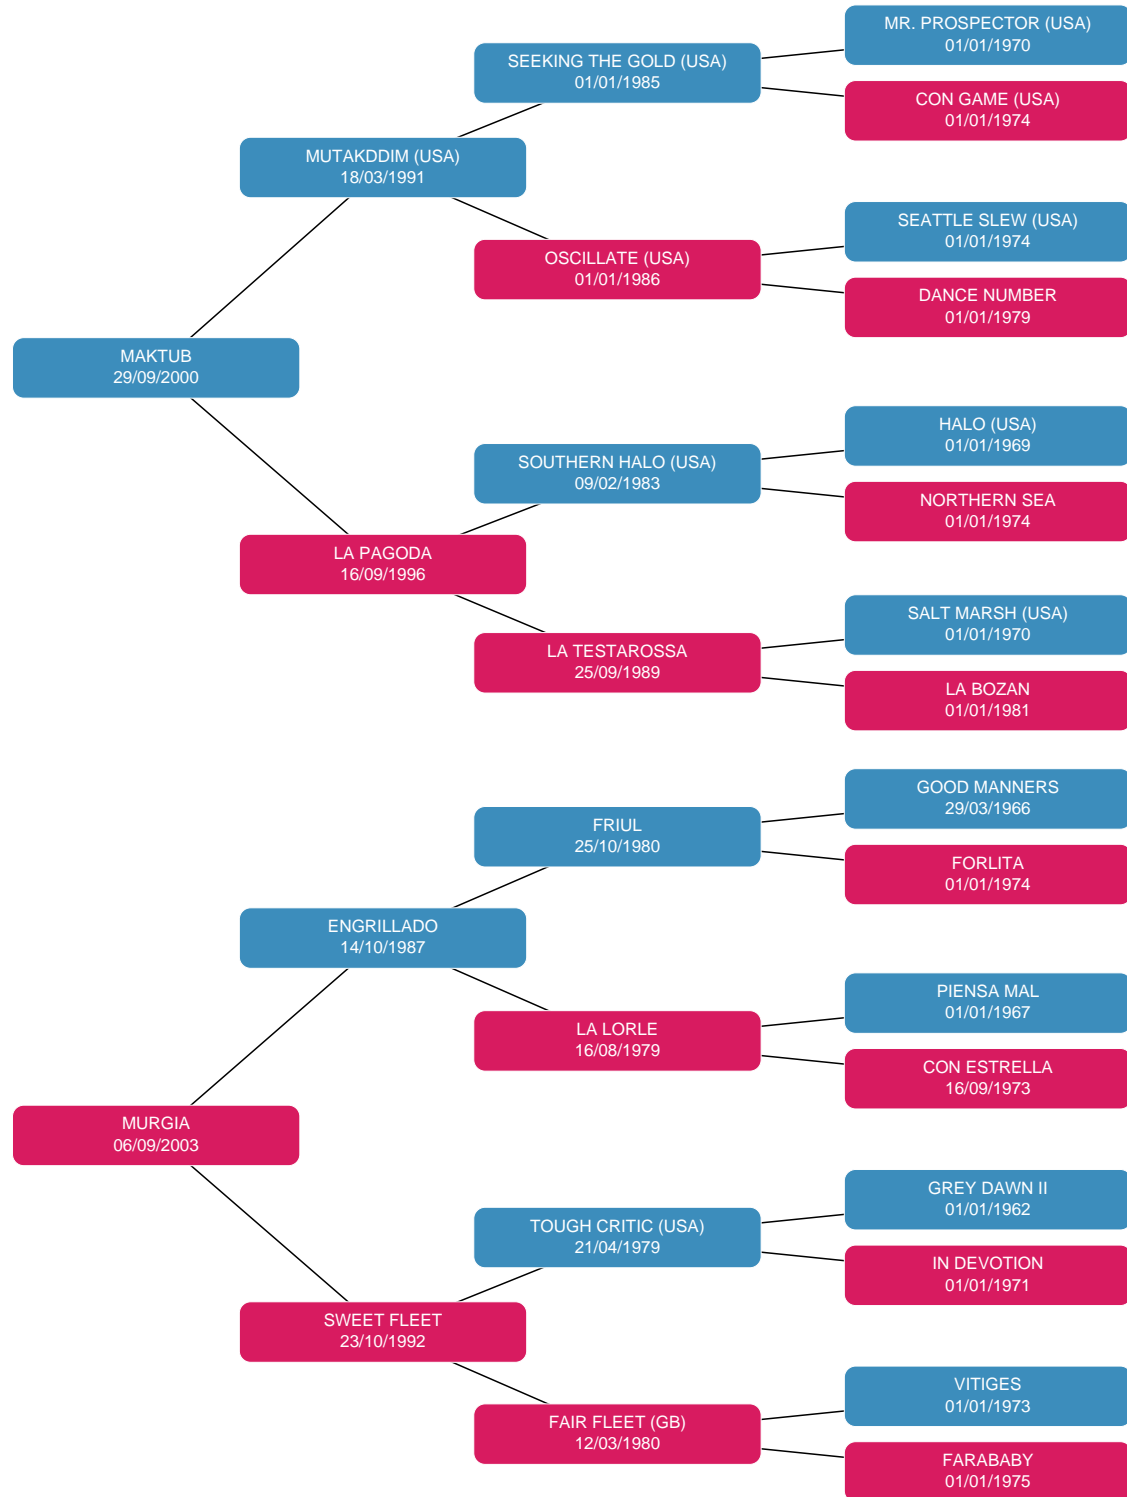 MR. PROSPECTOR (USA)
01/01/1970
SEEKING THE GOLD (USA)
01/01/1985
CON GAME (USA)
01/01/1974
MUTAKDDIM (USA)
18/03/1991
SEATTLE SLEW (USA)
01/01/1974
OSCILLATE (USA)
01/01/1986
DANCE NUMBER
01/01/1979
MAKTUB
29/09/2000
HALO (USA)
01/01/1969
SOUTHERN HALO (USA)
09/02/1983
NORTHERN SEA
01/01/1974
LA PAGODA
16/09/1996
SALT MARSH (USA)
01/01/1970
LA TESTAROSSA
25/09/1989
LA BOZAN
01/01/1981
GOOD MANNERS
29/03/1966
FRIUL
25/10/1980
FORLITA
01/01/1974
ENGRILLADO
14/10/1987
PIENSA MAL
01/01/1967
LA LORLE
16/08/1979
CON ESTRELLA
16/09/1973
MURGIA
06/09/2003
GREY DAWN II
01/01/1962
TOUGH CRITIC (USA)
21/04/1979
IN DEVOTION
01/01/1971
SWEET FLEET
23/10/1992
VITIGES
01/01/1973
FAIR FLEET (GB)
12/03/1980
FARABABY
01/01/1975